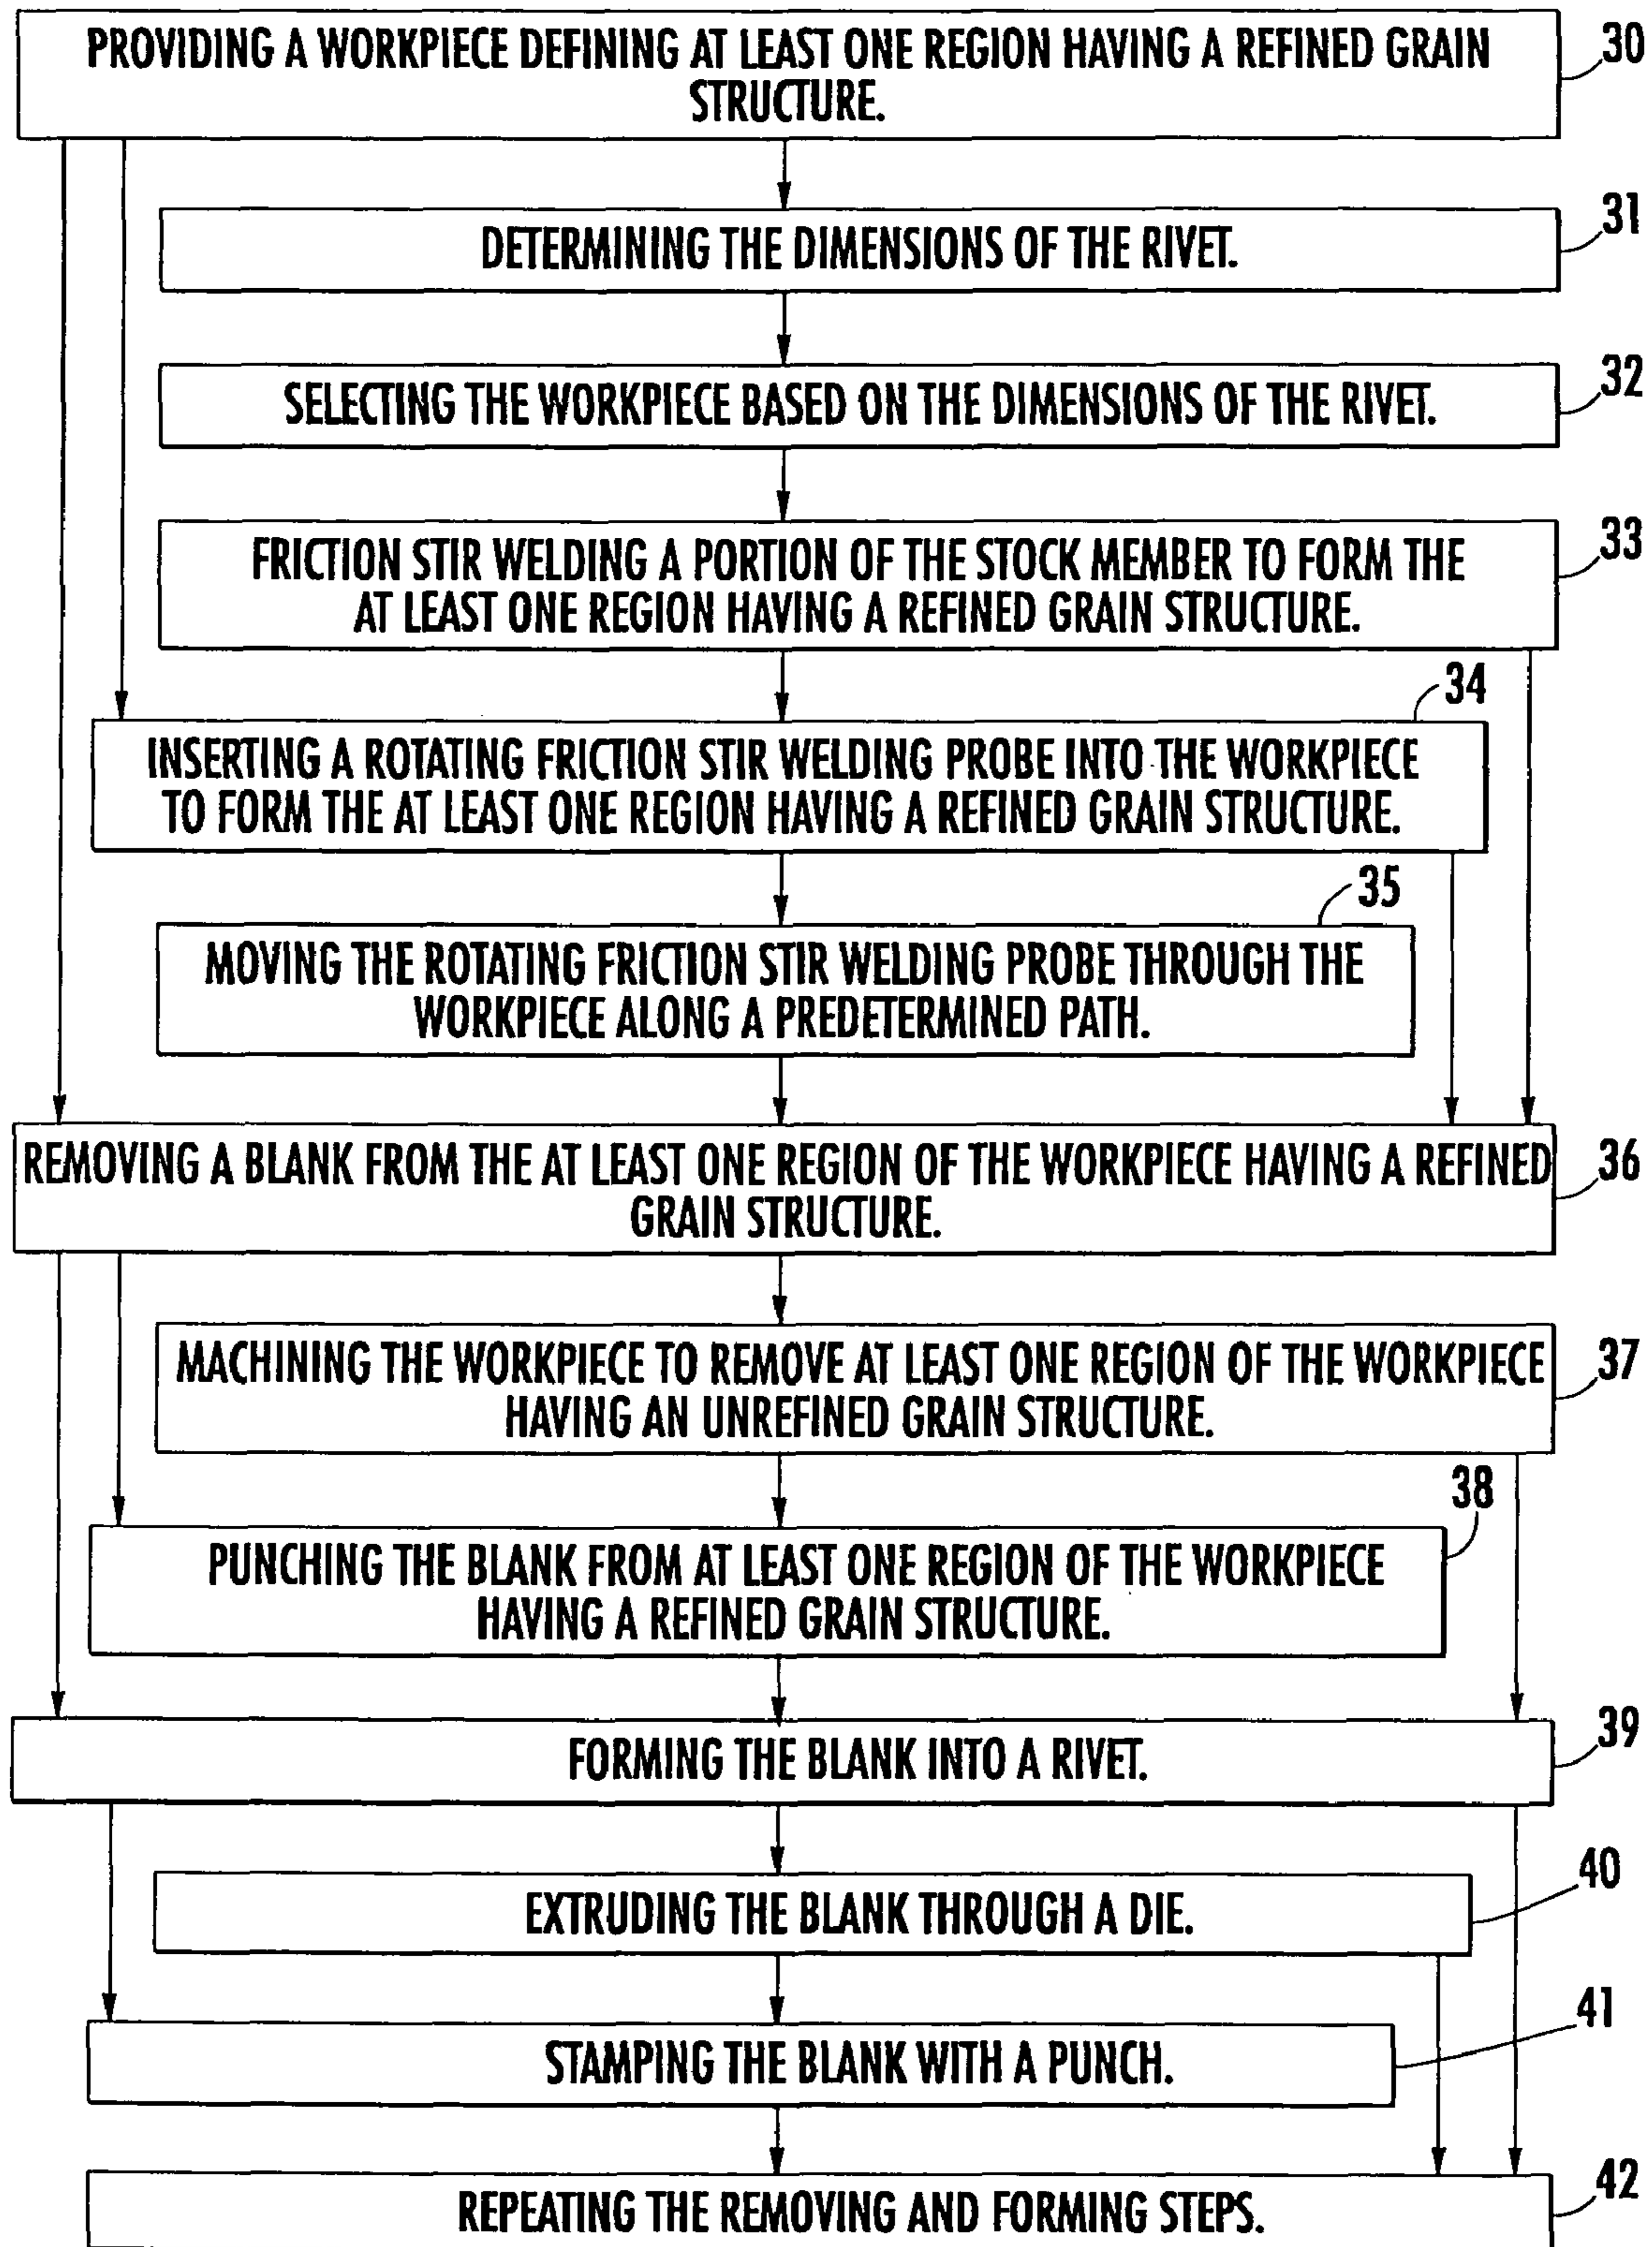 PROVIDING A WORKPIECE DEFINING AT LEAST ONE REGION HAVING A REFINED GRAIN
STRUCTURE.
30
DETERMINING THE DIMENSIONS OF THE RIVET.
31
SELECTING THE WORKPIECE BASED ON THE DIMENSIONS OF THE RIVET.
32
FRICTION STIR WELDING A PORTION OF THE STOCK MEMBER TO FORM THE
AT LEAST ONE REGION HAVING A REFINED GRAIN STRUCTURE.
33
34
INSERTING A ROTATING FRICTION STIR WELDING PROBE INTO THE WORKPIECE
TO FORM THE AT LEAST ONE REGION HAVING A REFINED GRAIN STRUCTURE.
35
MOVING THE ROTATING FRICTION STIR WELDING PROBE THROUGH THE
WORKPIECE ALONG A PREDETERMINED PATH.
REMOVING A BLANK FROM THE AT LEAST ONE REGION OF THE WORKPIECE HAVING A REFINED
GRAIN STRUCTURE.
36
MACHINING THE WORKPIECE TO REMOVE AT LEAST ONE REGION OF THE WORKPIECE
HAVING AN UNREFINED GRAIN STRUCTURE.
37
38
PUNCHING THE BLANK FROM AT LEAST ONE REGION OF THE WORKPIECE
HAVING A REFINED GRAIN STRUCTURE.
FORMING THE BLANK INTO A RIVET.
39
EXTRUDING THE BLANK THROUGH A DIE.
40
STAMPING THE BLANK WITH A PUNCH.
41
REPEATING THE REMOVING AND FORMING STEPS.
42